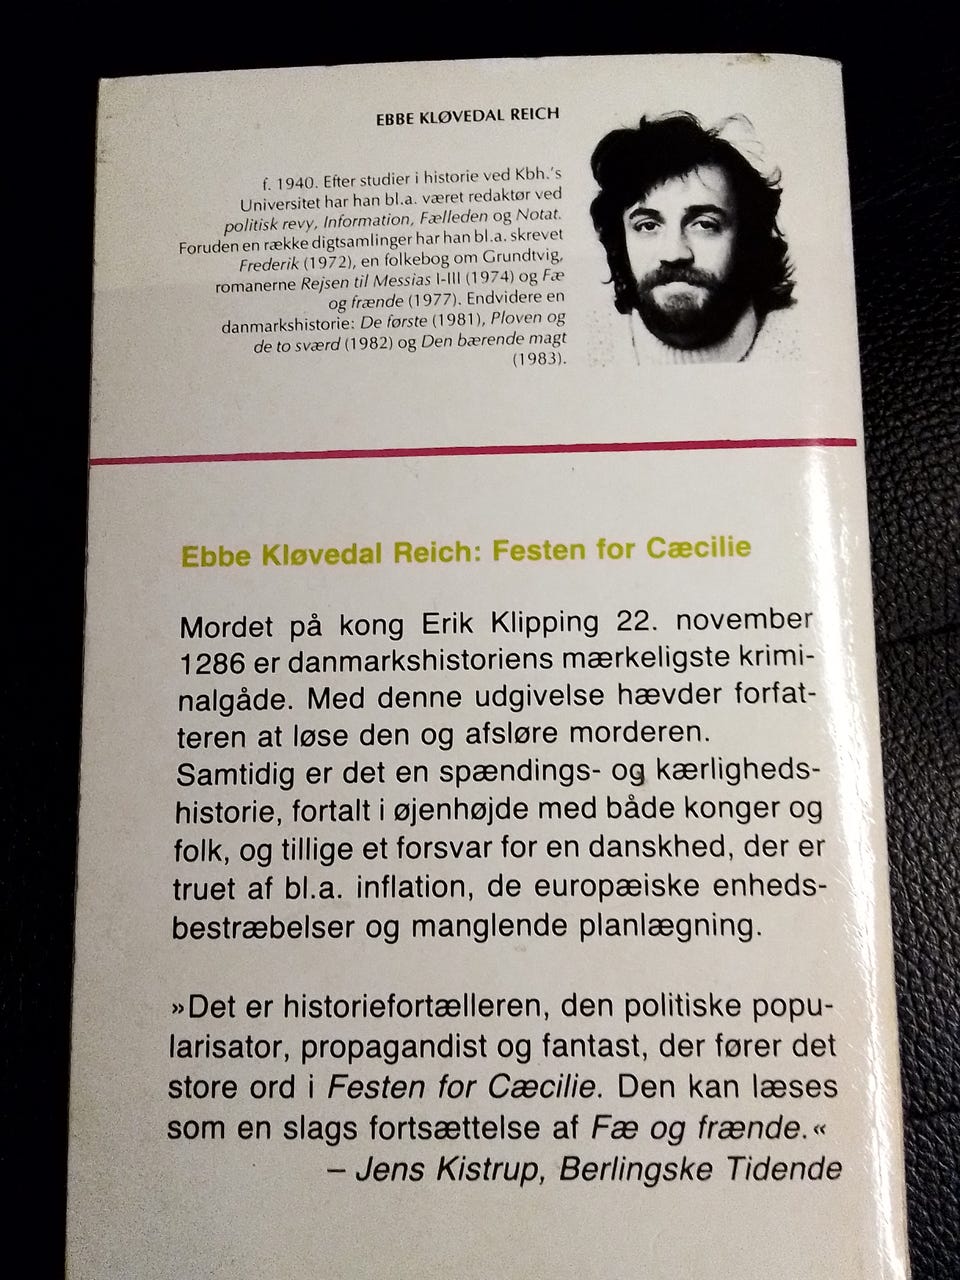 EBBE KLØVEDAL REICH
f. 1940. Efter studier i historie ved Kbh.'s
Universitet har han bl.a. været redaktør ved
politisk revy, Information, Fælleden og Notat.
Foruden en række digtsamlinger har han bl.a. skrevet
Frederik (1972), en folkebog om Grundtvig,
romanerne Rejsen til Messias I-III (1974) og Fæ
og frænde (1977). Endvidere en
danmarkshistorie: De første (1981), Ploven og
de to sværd (1982) og Den bærende magt
(1983).
Ebbe Kløvedal Reich: Festen for Cæcilie
Mordet på kong Erik Klipping 22. november
1286 er danmarkshistoriens mærkeligste krimi-
nalgåde. Med denne udgivelse hævder forfat-
teren at løse den og afsløre morderen.
Samtidig er det en spændings- og kærligheds-
historie, fortalt i øjenhøjde med både konger og
folk, og tillige et forsvar for en danskhed, der er
truet af bl.a. inflation, de europæiske enheds-
bestræbelser og manglende planlægning.
»Det er historiefortælleren, den politiske popu-
larisator, propagandist og fantast, der fører det
store ord i Festen for Cæcilie. Den kan læses
som en slags fortsættelse af Fæ og frænde.«
– Jens Kistrup, Berlingske Tidende